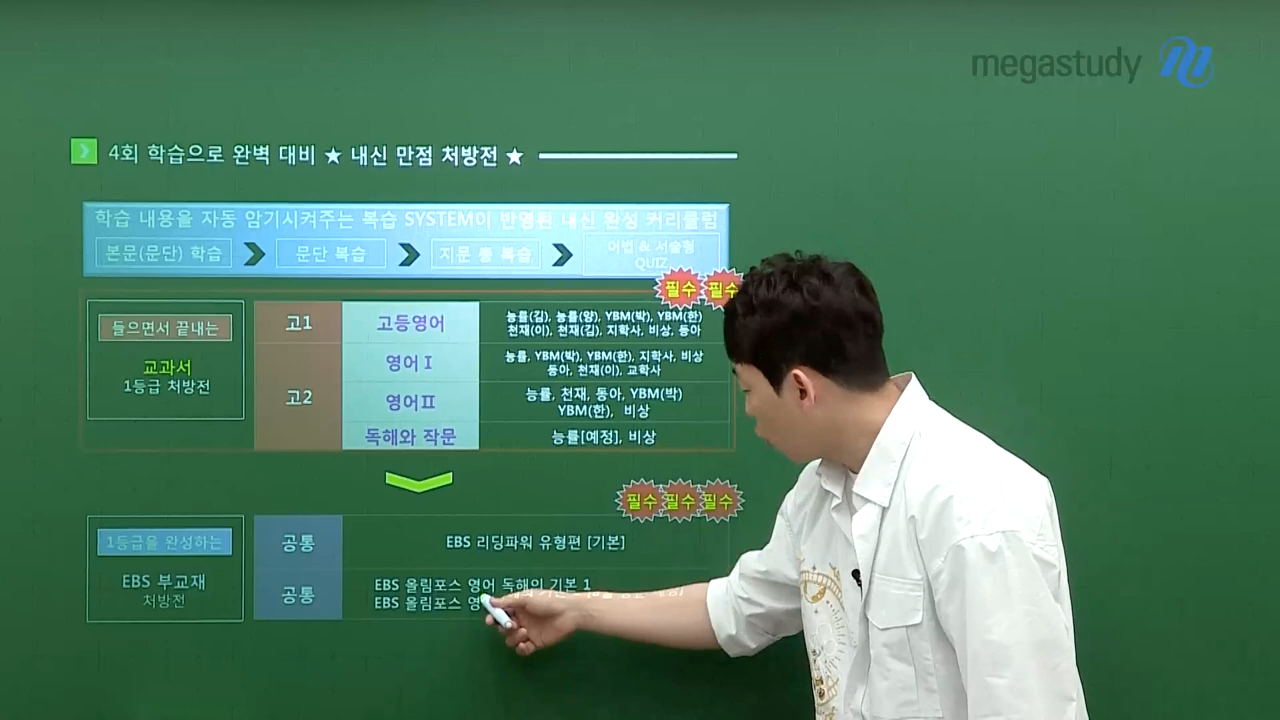 megastudy
4회 학습으로 완벽 대비 ★ 내신 만점 처방전 ★
학습 내용을 자동 암기시켜주는 복습 SYSTEM이 반영된 내신 완성 커리큘럼
본문(문단) 학습
문단 복습
지문 통 복습
어법 & 서술형
QUIZ
필수 필수
들으면서 끝내는
교과서
1등급 처방전
고1
고등영어
능률(김), 능률(양), YBM(박), YBM(한)
천재(이), 천재(김), 지학사, 비상, 동아
고2
영어Ⅰ
능률, YBM(박), YBM(한), 지학사, 비상
동아, 천재(이), 교학사
영어Ⅱ
능률, 천재, 동아, YBM(박)
YBM(한), 비상
독해와 작문
능률[예정], 비상
필수 필수 필수
1등급을 완성하는
EBS 부교재
처방전
공통
EBS 리딩파워 유형편 [기본]
공통
EBS 올림포스 영어 독해의 기본 1
EBS 올림포스 영